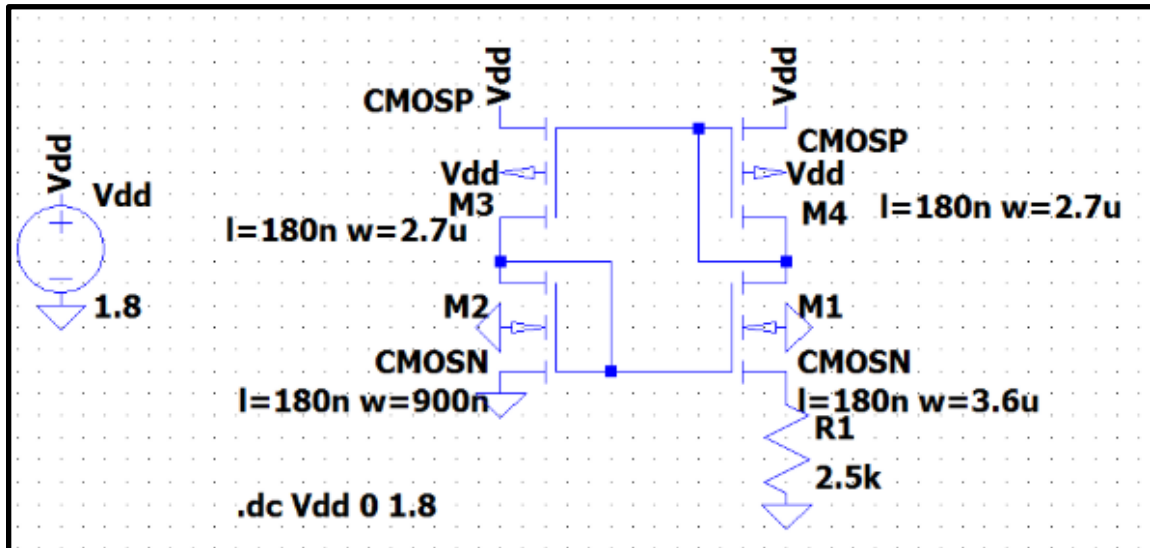 Vdd
Vdd
1.8
CMOSP
Vdd
Vdd
M3
l=180n w=2.7u
Vdd
CMOSP
Vdd
M4
l=180n w=2.7u
M2
CMOSN
l=180n w=900n
M1
CMOSN
l=180n w=3.6u
R1
2.5k
.dc Vdd 0 1.8